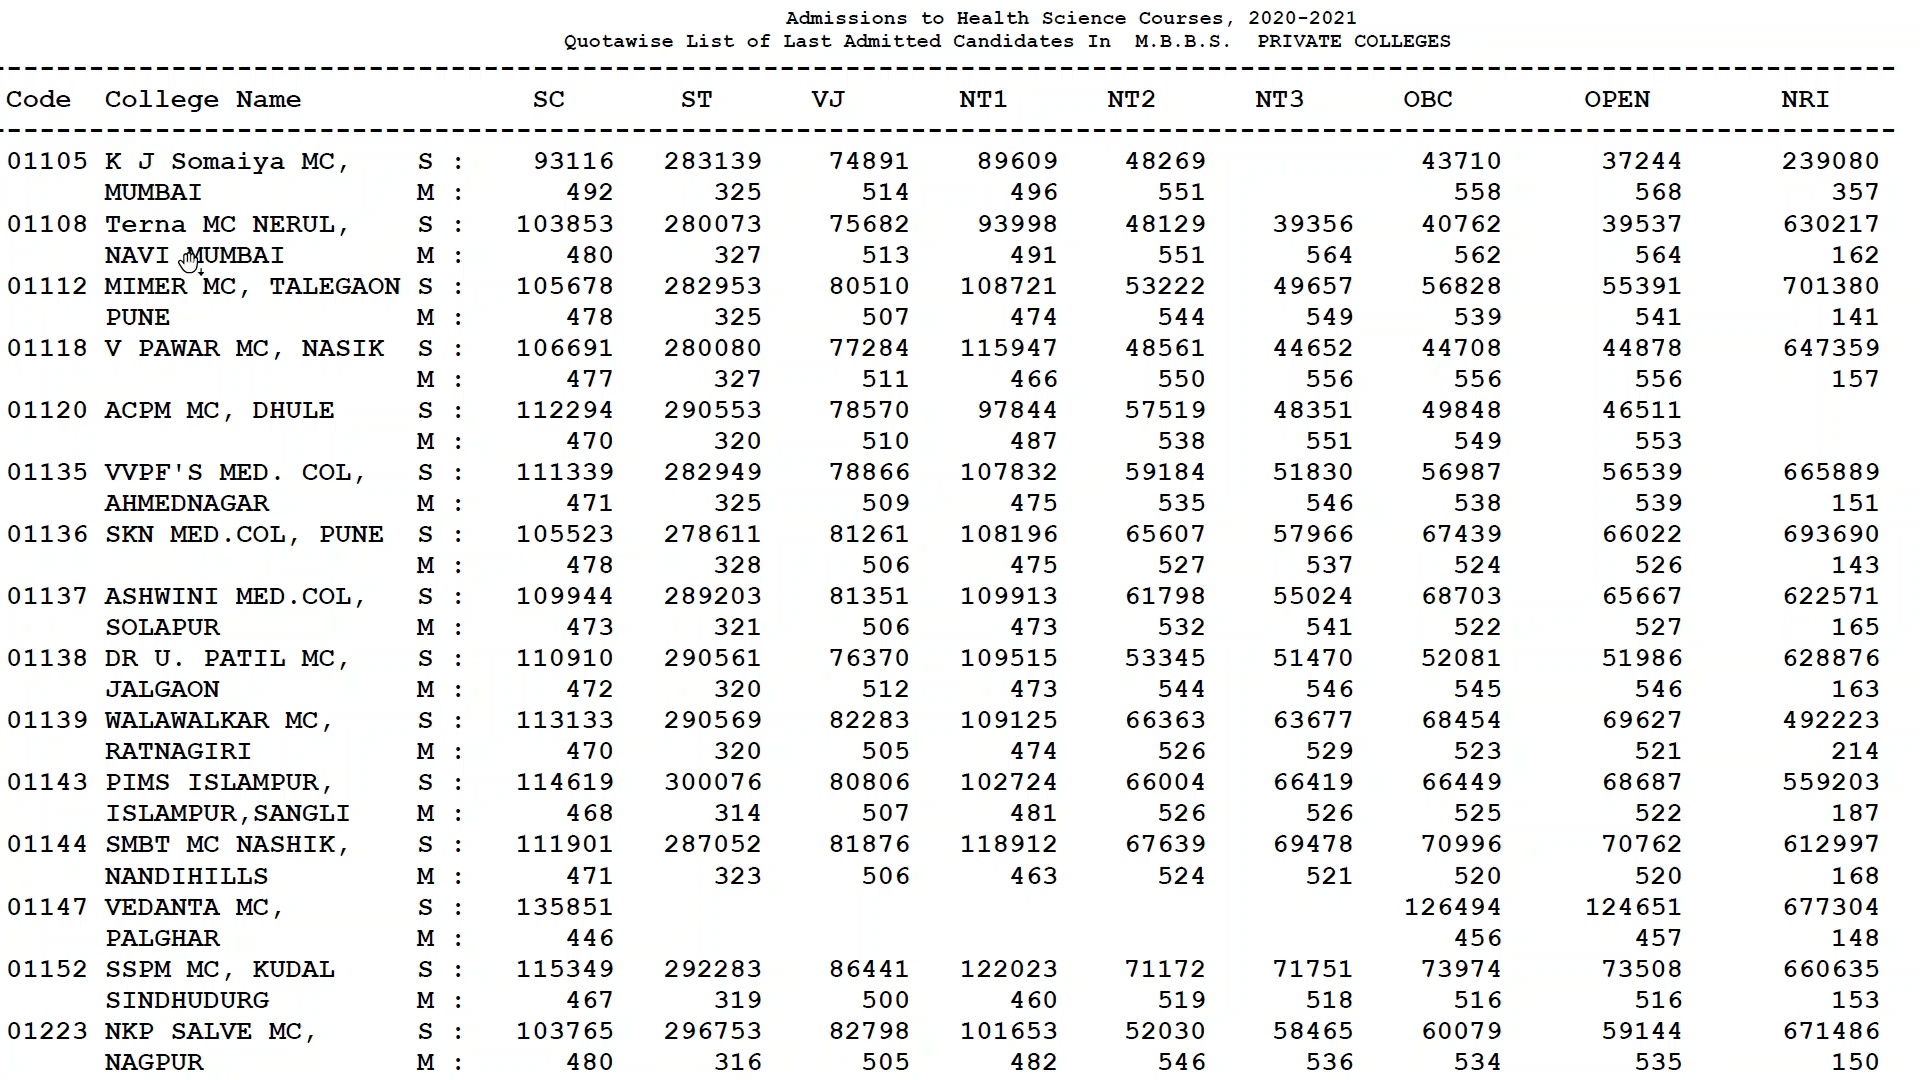 Admissions to Health Science Courses, 2020-2021
Quotawise List of Last Admitted Candidates In M.B.B.S. PRIVATE COLLEGES
Code College Name SC ST VJ NT1 NT2 NT3 OBC OPEN NRI
01105 K J Somaiya MC, S : 93116 283139 74891 89609 48269 43710 37244 239080
MUMBAI M : 492 325 514 496 551 558 568 357
01108 Terna MC NERUL, S : 103853 280073 75682 93998 48129 39356 40762 39537 630217
NAVI MUMBAI M : 480 327 513 491 551 564 562 564 162
01112 MIMER MC, TALEGAON S : 105678 282953 80510 108721 53222 49657 56828 55391 701380
PUNE M : 478 325 507 474 544 549 539 541 141
01118 V PAWAR MC, NASIK S : 106691 280080 77284 115947 48561 44652 44708 44878 647359
M : 477 327 511 466 550 556 556 556 157
01120 ACPM MC, DHULE S : 112294 290553 78570 97844 57519 48351 49848 46511
M : 470 320 510 487 538 551 549 553
01135 VVPF'S MED. COL, S : 111339 282949 78866 107832 59184 51830 56987 56539 665889
AHMEDNAGAR M : 471 325 509 475 535 546 538 539 151
01136 SKN MED.COL, PUNE S : 105523 278611 81261 108196 65607 57966 67439 66022 693690
M : 478 328 506 475 527 537 524 526 143
01137 ASHWINI MED.COL, S : 109944 289203 81351 109913 61798 55024 68703 65667 622571
SOLAPUR M : 473 321 506 473 532 541 522 527 165
01138 DR U. PATIL MC, S : 110910 290561 76370 109515 53345 51470 52081 51986 628876
JALGAON M : 472 320 512 473 544 546 545 546 163
01139 WALAWALKAR MC, S : 113133 290569 82283 109125 66363 63677 68454 69627 492223
RATNAGIRI M : 470 320 505 474 526 529 523 521 214
01143 PIMS ISLAMPUR, S : 114619 300076 80806 102724 66004 66419 66449 68687 559203
ISLAMPUR,SANGLI M : 468 314 507 481 526 526 525 522 187
01144 SMBT MC NASHIK, S : 111901 287052 81876 118912 67639 69478 70996 70762 612997
NANDIHILLS M : 471 323 506 463 524 521 520 520 168
01147 VEDANTA MC, S : 135851 126494 124651 677304
PALGHAR M : 446 456 457 148
01152 SSPM MC, KUDAL S : 115349 292283 86441 122023 71172 71751 73974 73508 660635
SINDHUDURG M : 467 319 500 460 519 518 516 516 153
01223 NKP SALVE MC, S : 103765 296753 82798 101653 52030 58465 60079 59144 671486
NAGPUR M : 480 316 505 482 546 536 534 535 150